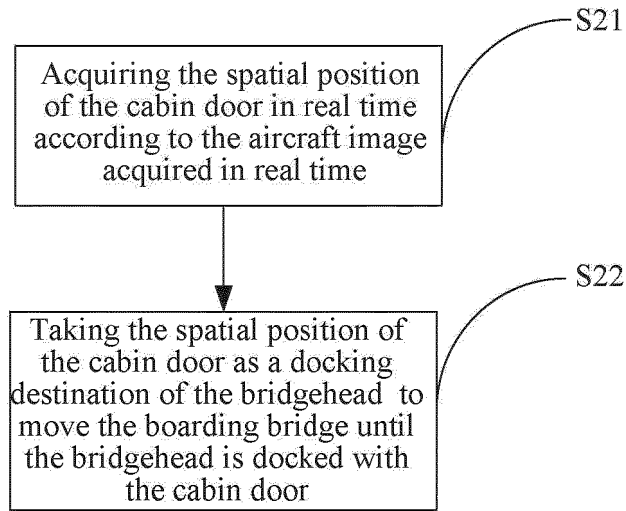 S21
Acquiring the spatial position
of the cabin door in real time
according to the aircraft image
acquired in real time
S22
Taking the spatial position of
the cabin door as a docking
destination of the bridgehead to
move the boarding bridge until
the bridgehead is docked with
the cabin door